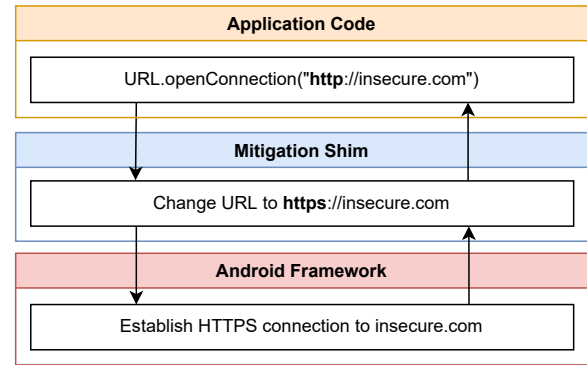 Application Code
URL.openConnection("http://insecure.com")
Mitigation Shim
Change URL to https://insecure.com
Android Framework
Establish HTTPS connection to insecure.com